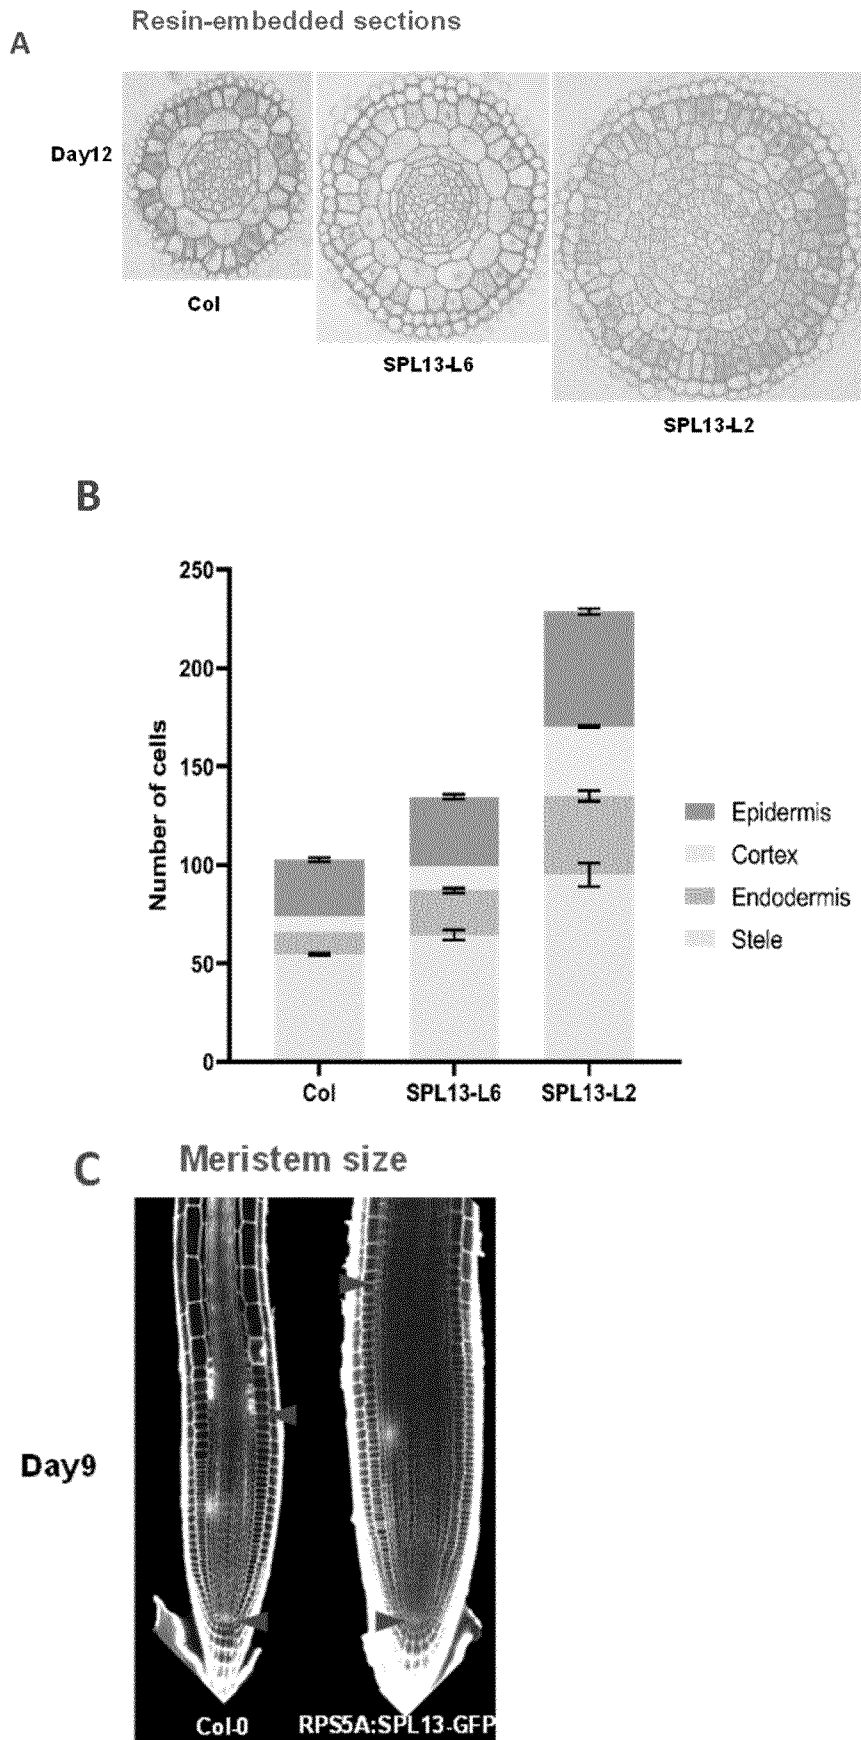 Resin-embedded sections
A
Day12
Col
SPL13-L6
SPL13-L2
B
Number of cells
250
200
150
100
50
0
Col SPL13-L6 SPL13-L2
Epidermis
Cortex
Endodermis
Stele
C Meristem size
Day9
Col-0 RPS5A:SPL13-GFP